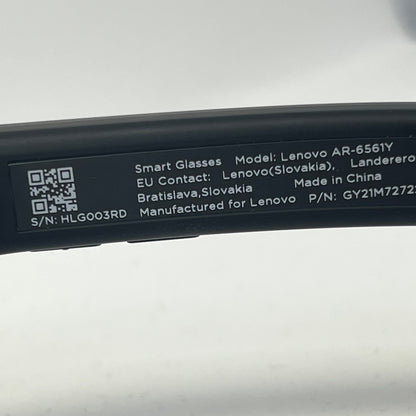 Smart Glasses Model: Lenovo AR-6561Y
EU Contact: Lenovo(Slovakia), Landerero
Bratislava,Slovakia Made in China
Manufactured for Lenovo P/N: GY21M7272
S/N: HLG003RD